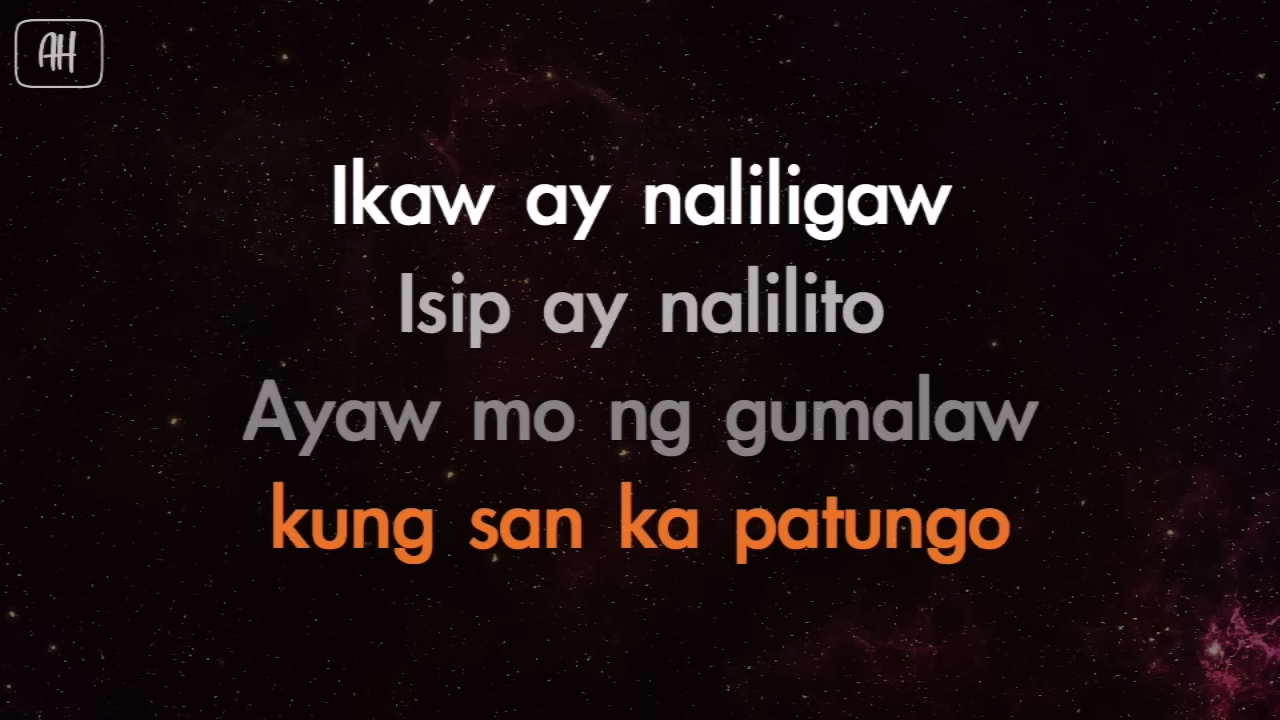 AH
Ikaw ay naliligaw
Isip ay nalilito
Ayaw mo ng gumalaw
kung san ka patungo